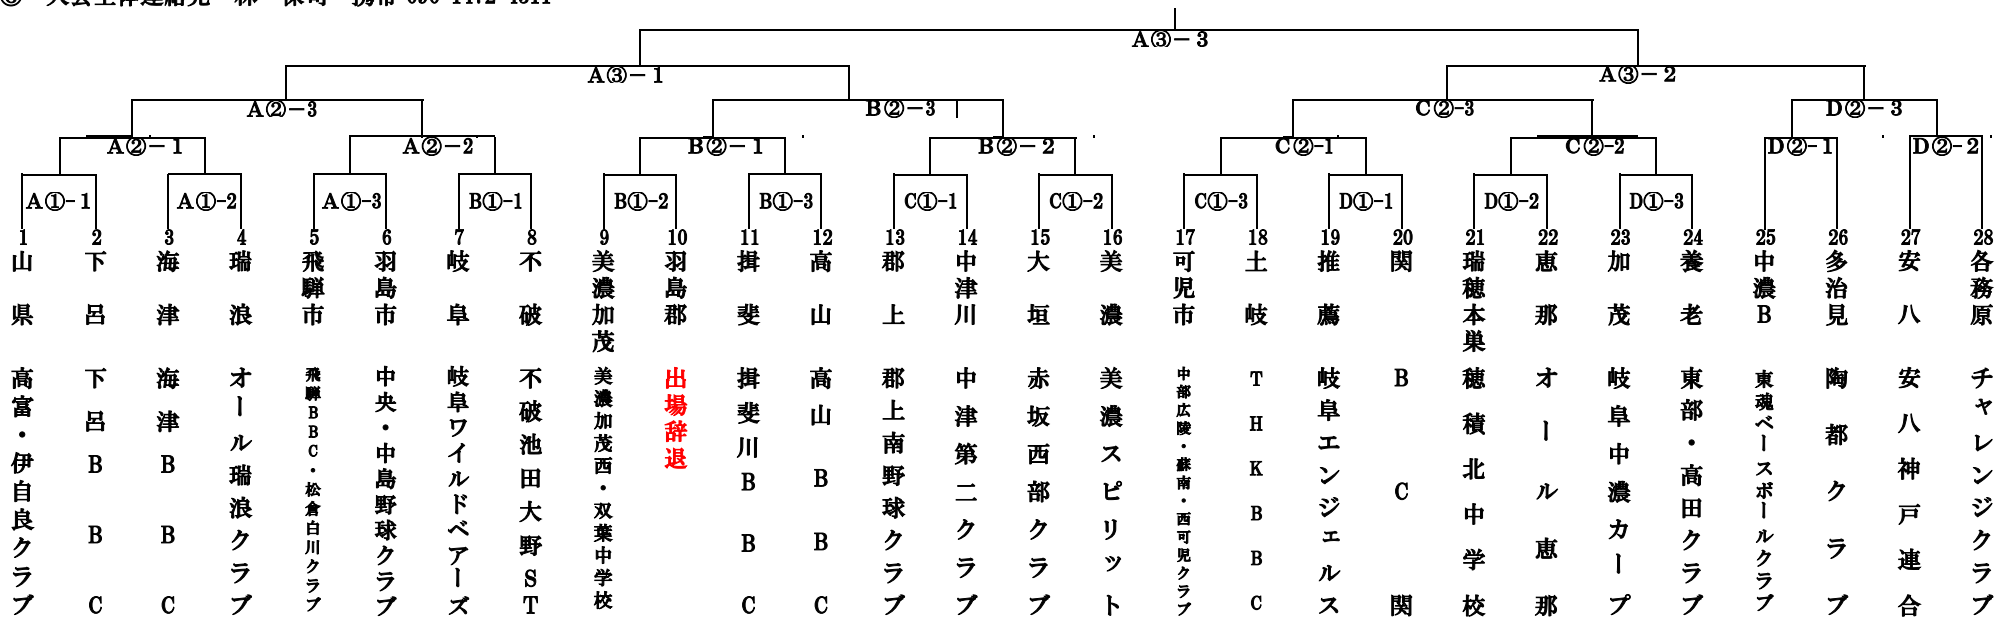 A③－3
A③－1
A③－2
A②－3
B②－3
C②-3
D②－3
A②－1
A②－2
B②－1
B②－2
C②-1
C②-2
D②-1
D②-2
A①-1
A①-2
A①-3
B①-1
B①-2
B①-3
C①-1
C①-2
C①-3
D①-1
D①-2
D①-3
1 山県 高富・伊自良クラブ
2 下呂 下呂BBC
3 海津 海津BBC
4 瑞浪 オール瑞浪クラブ
5 飛騨市 飛騨BBC・松倉白川クラブ
6 羽島市 中央・中島野球クラブ
7 岐阜 岐阜ワイルドベアーズ
8 不破 不破池田大野ST
9 美濃加茂 美濃加茂西・双葉中学校
10 羽島郡 出場辞退
11 揖斐 揖斐川BBC
12 高山 高山BBC
13 郡上 郡上南野球クラブ
14 中津川 中津第二クラブ
15 大垣 赤坂西部クラブ
16 美濃 美濃スピリット
17 可児市 中部広陵・蘇南・西可児クラブ
18 土岐 THKBBC
19 推薦 岐阜エンジェルス
20 関 BC関
21 瑞穂本巣 穂積北中学校
22 恵那 オール恵那
23 加茂 岐阜中濃カープ
24 養老 東部・高田クラブ
25 中濃B 東魂ベースボールクラブ
26 多治見 陶都クラブ
27 安八 安八神戸連合
28 各務原 チャレンジクラブ